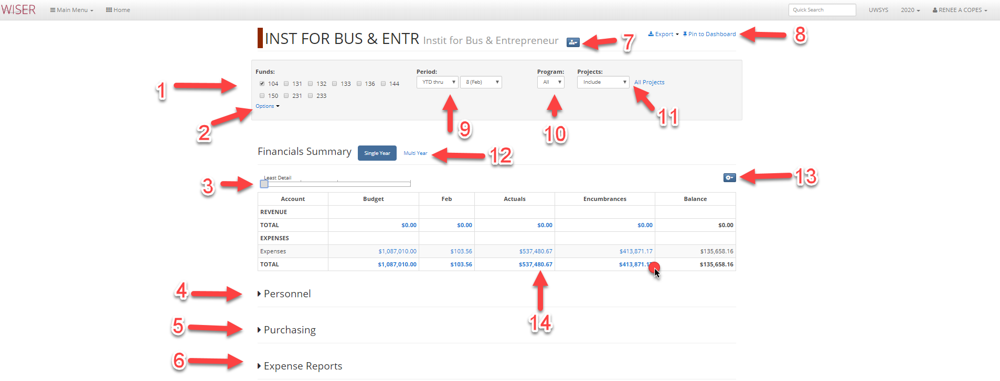 WISER Main Menu Home Quick Search UWSYS 2020 RENEE A COPES
INST FOR BUS & ENTR Instit for Bus & Entrepreneur 7 Export Pin to Dashboard 8
Funds: Period: Program: Projects:
1 104 131 132 133 136 144 YTD thru 8 (Feb) All Include All Projects
150 231 233
Options
2 9 10 11
Financials Summary Single Year Multi Year 12
Least Detail
3 13
Account Budget Feb Actuals Encumbrances Balance
REVENUE
TOTAL $0.00 $0.00 $0.00 $0.00 $0.00
EXPENSES
Expenses $1,087,010.00 $103.56 $537,480.67 $413,871.17 $135,658.16
TOTAL $1,087,010.00 $103.56 $537,480.67 $413,871.17 $135,658.16
4 Personnel
14
5 Purchasing
6 Expense Reports